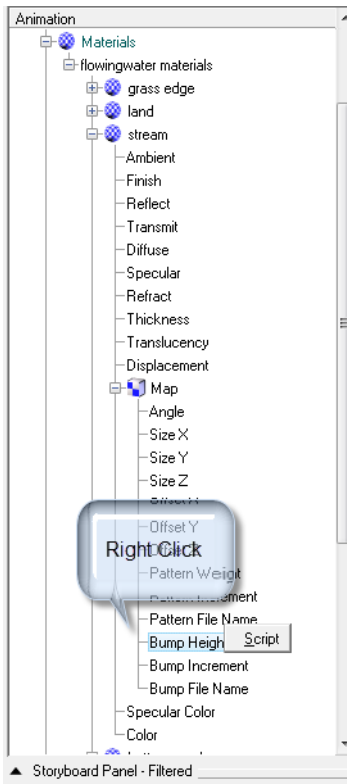 Animation
Materials
flowingwater materials
grass edge
land
stream
Ambient
Finish
Reflect
Transmit
Diffuse
Specular
Refract
Thickness
Translucency
Displacement
Map
Angle
Size X
Size Y
Size Z
Offset Y
Right Click
Pattern Weight
Increment
Pattern File Name
Bump Heigh
Script
Bump Increment
Bump File Name
Specular Color
Color
Storyboard Panel - Filtered